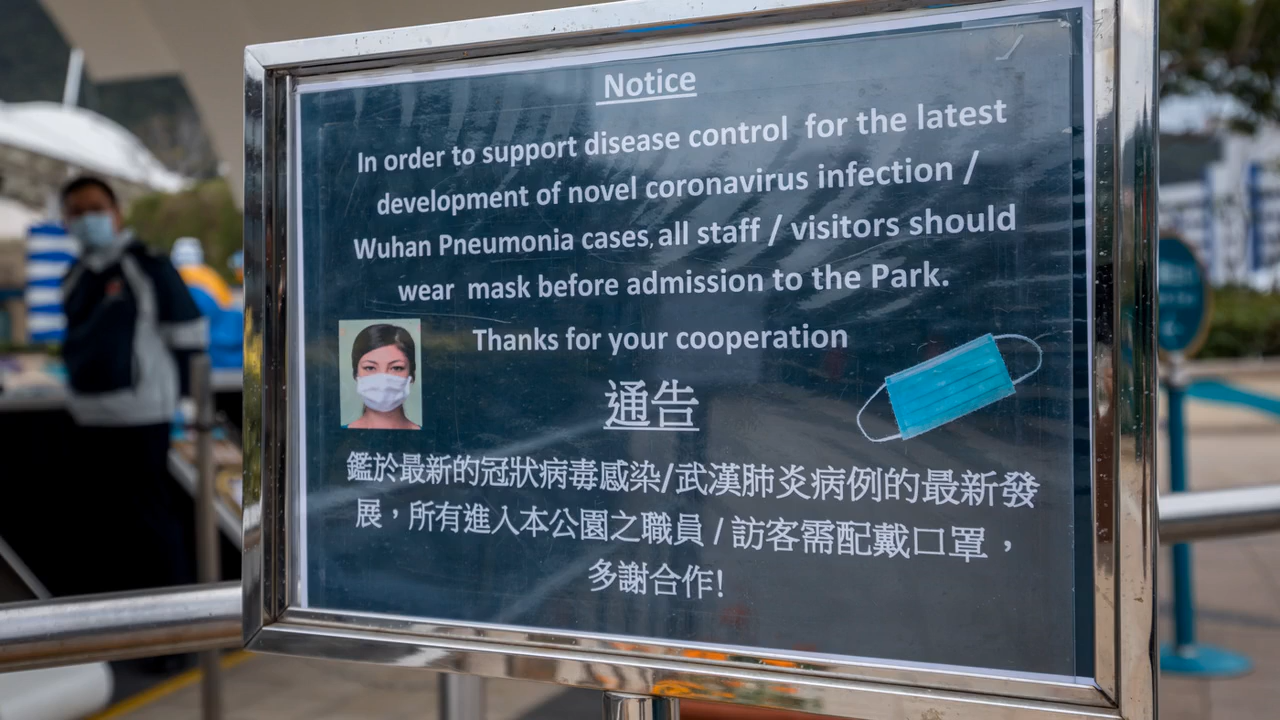 Notice
In order to support disease control for the latest
development of novel coronavirus infection /
Wuhan Pneumonia cases, all staff / visitors should
wear mask before admission to the Park.
Thanks for your cooperation
通告
鑑於最新的冠狀病毒感染/武漢肺炎病例的最新發
展，所有進入本公園之職員 / 訪客需配戴口罩，
多謝合作!